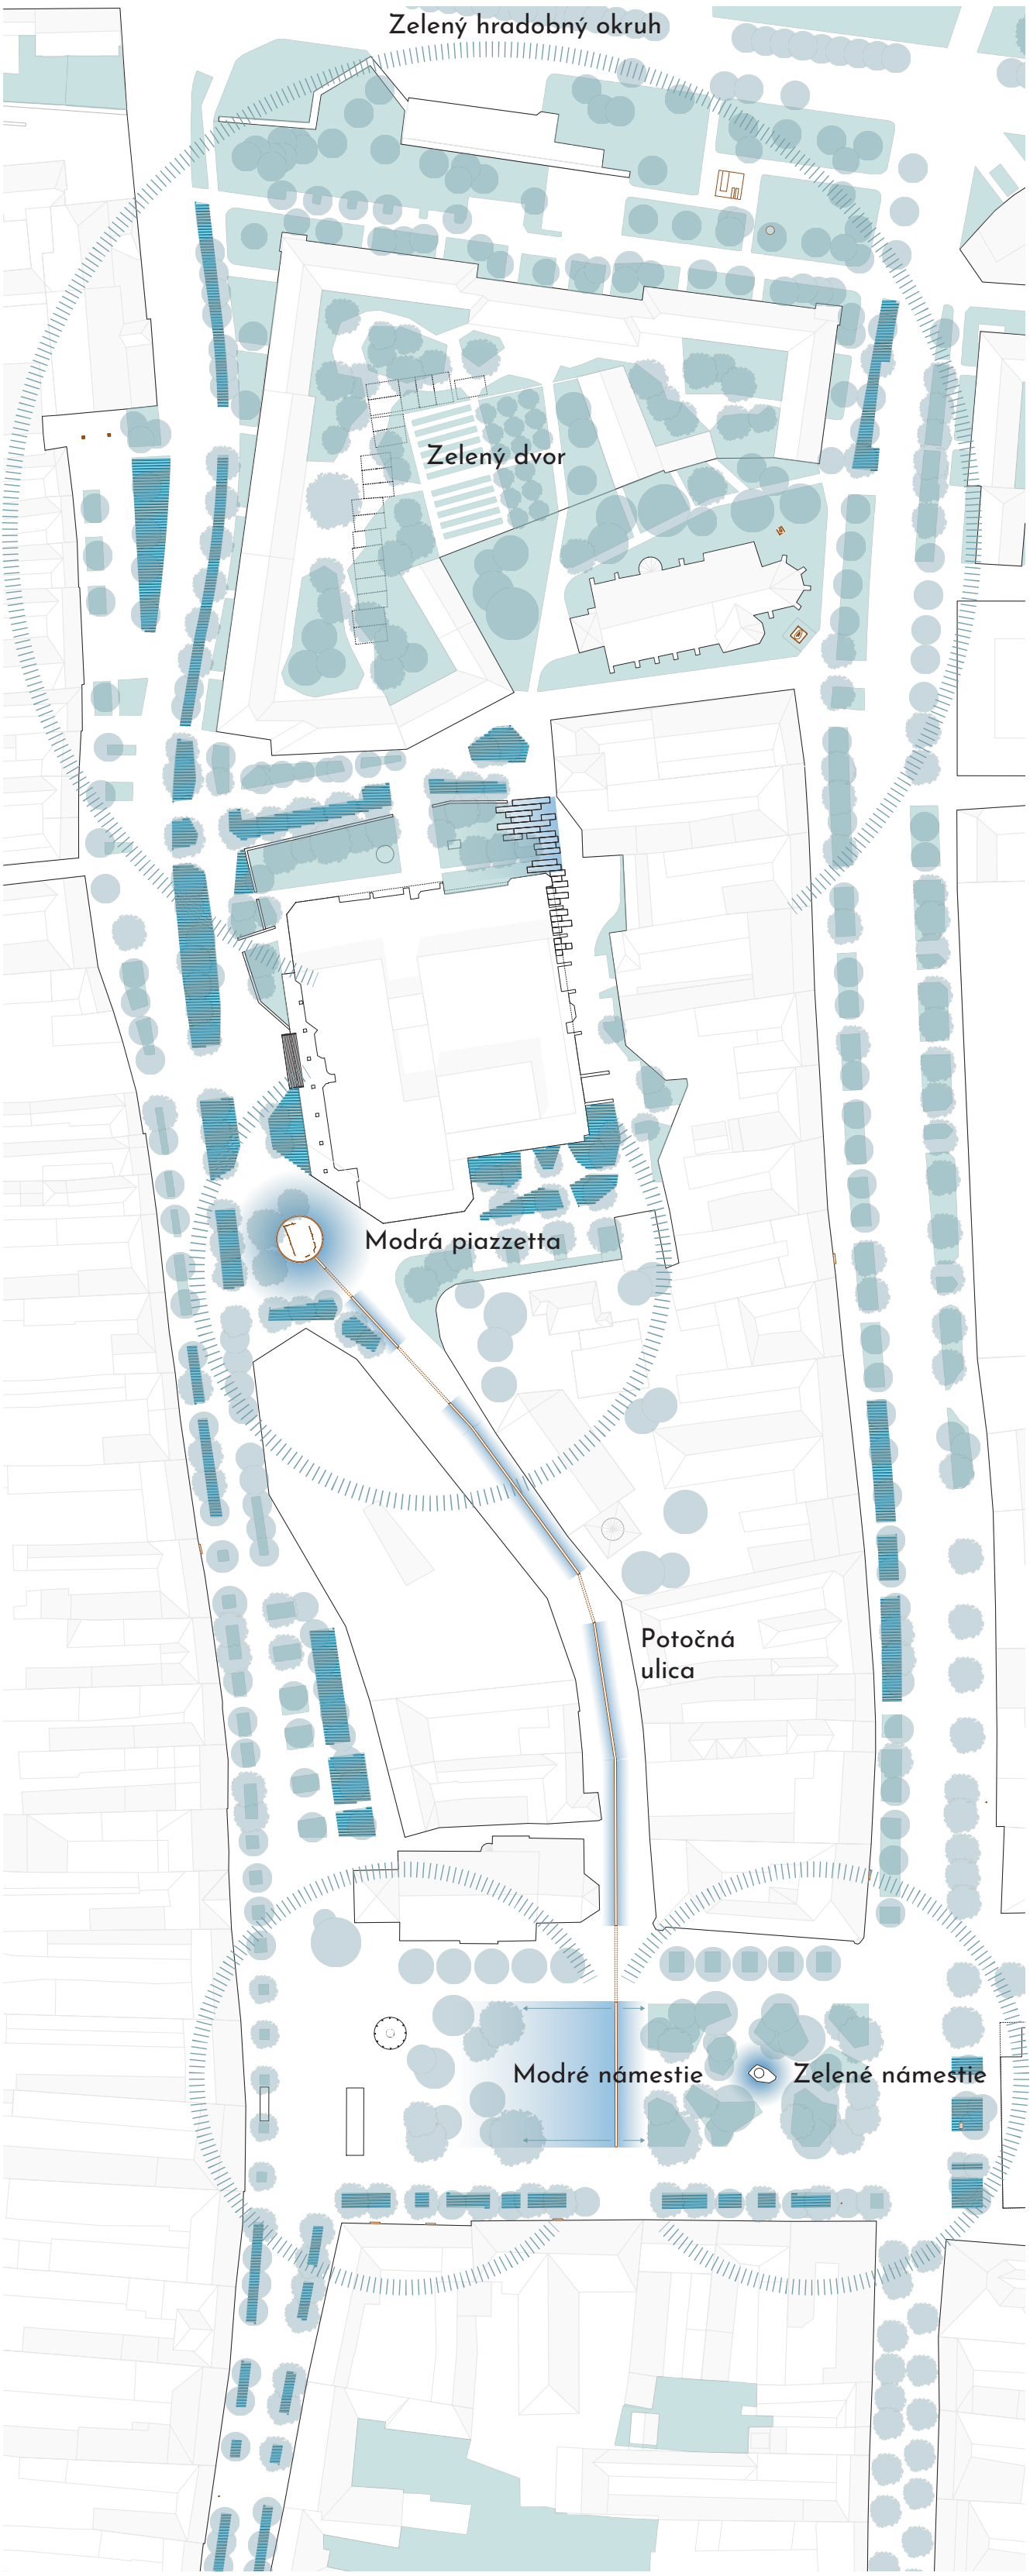 Zelený hradobný okruh
Zelený dvor
Modrá piazzetta
Potočná
ulica
Modré námestie
Zelené námestie